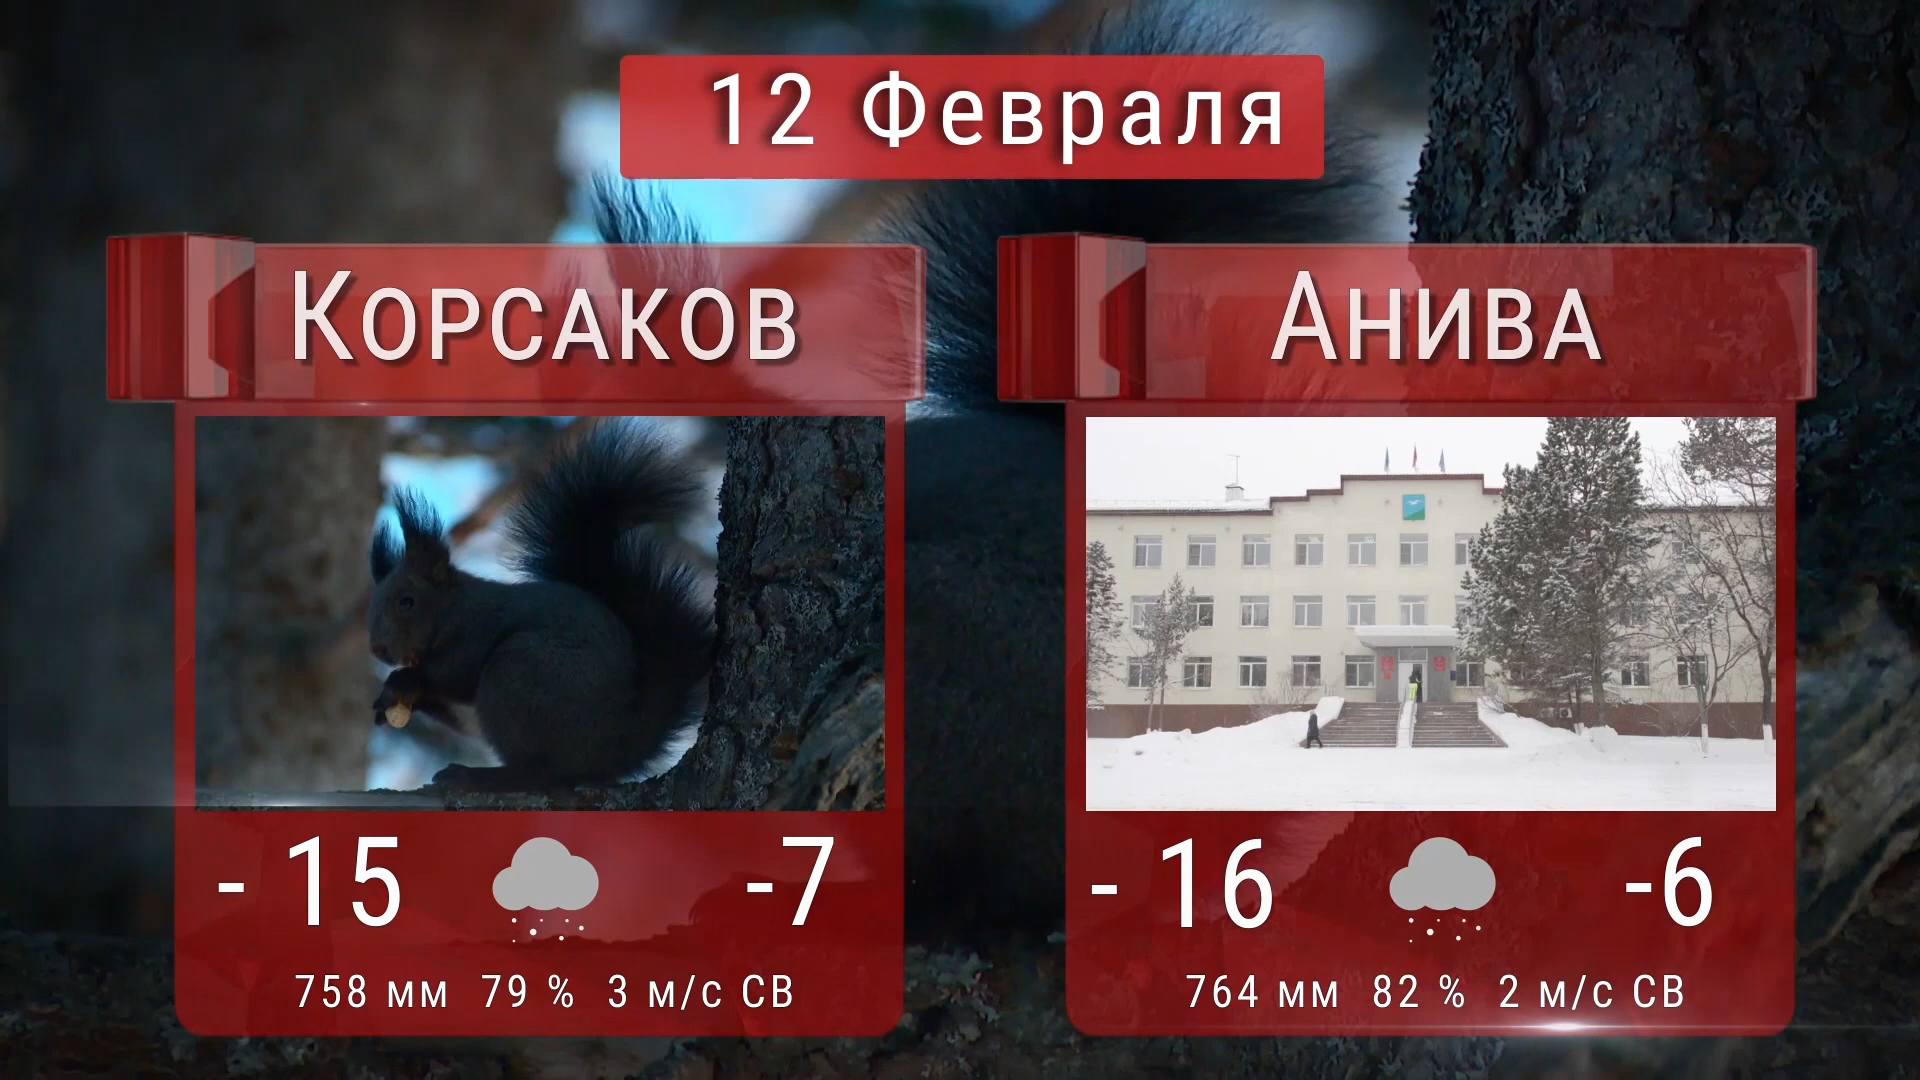 12 Февраля
Корсаков
- 15 -7
758 мм 79 % 3 м/с СВ
Анива
- 16 -6
764 мм 82 % 2 м/с СВ